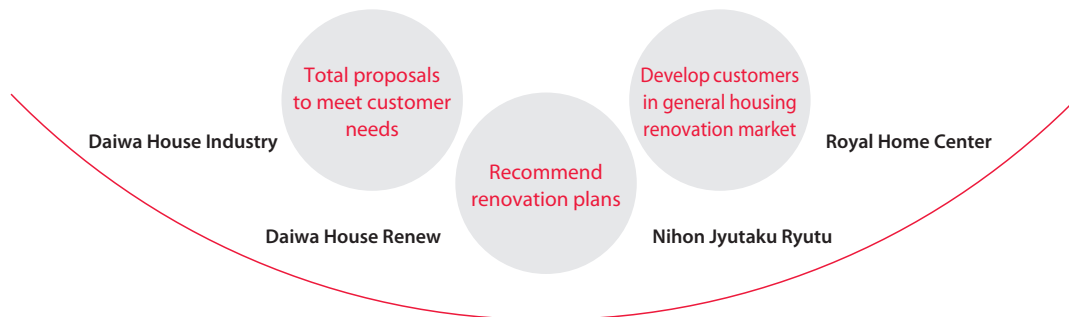 Total proposals
to meet customer
needs
Develop customers
in general housing
renovation market
Daiwa House Industry
Royal Home Center
Recommend
renovation plans
Daiwa House Renew
Nihon Jyutaku Ryutu